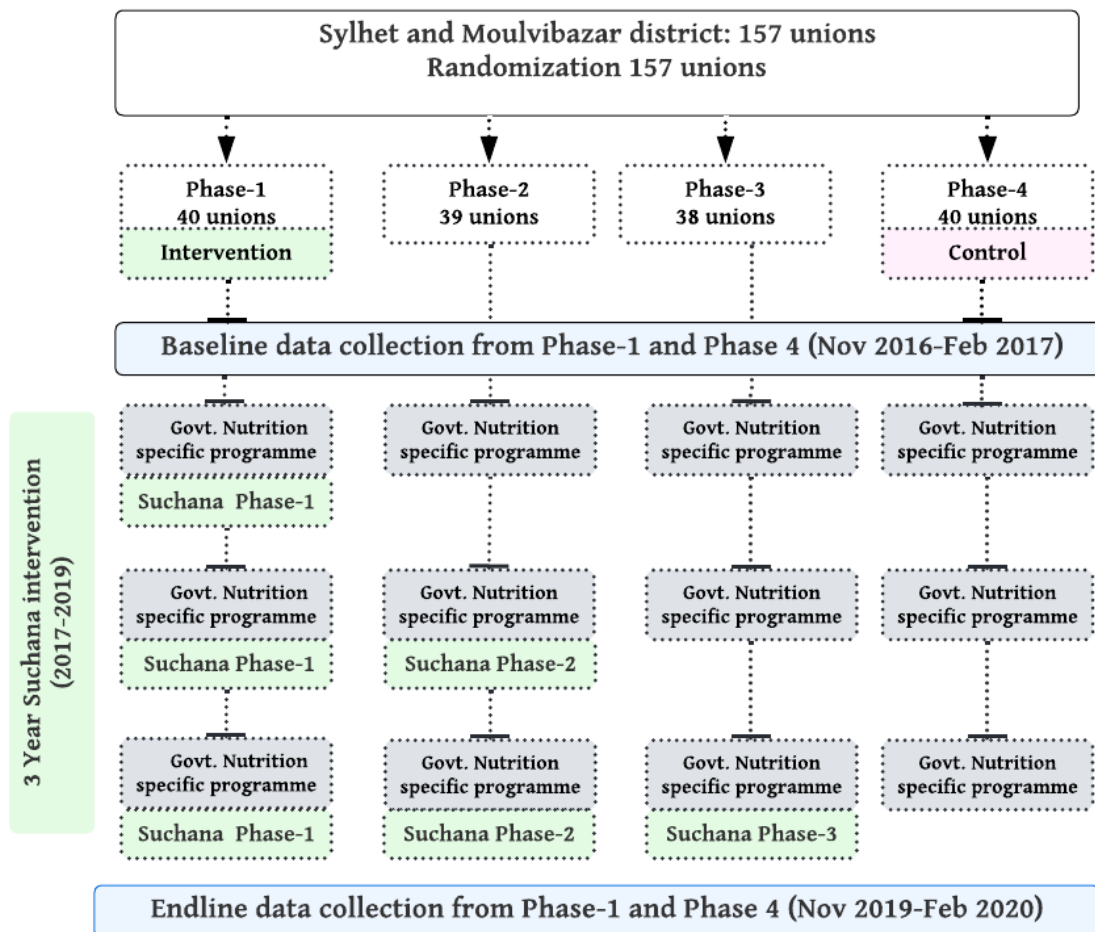 Sylhet and Moulvibazar district: 157 unions
Randomization 157 unions
Phase-1
40 unions
Intervention
Phase-2
39 unions
Phase-3
38 unions
Phase-4
40 unions
Control
Baseline data collection from Phase-1 and Phase 4 (Nov 2016-Feb 2017)
3 Year Suchana intervention
(2017-2019)
Govt. Nutrition
specific programme
Suchana Phase-1
Govt. Nutrition
specific programme
Govt. Nutrition
specific programme
Govt. Nutrition
specific programme
Govt. Nutrition
specific programme
Suchana Phase-1
Govt. Nutrition
specific programme
Suchana Phase-2
Govt. Nutrition
specific programme
Govt. Nutrition
specific programme
Govt. Nutrition
specific programme
Suchana Phase-1
Govt. Nutrition
specific programme
Suchana Phase-2
Govt. Nutrition
specific programme
Suchana Phase-3
Govt. Nutrition
specific programme
Endline data collection from Phase-1 and Phase 4 (Nov 2019-Feb 2020)